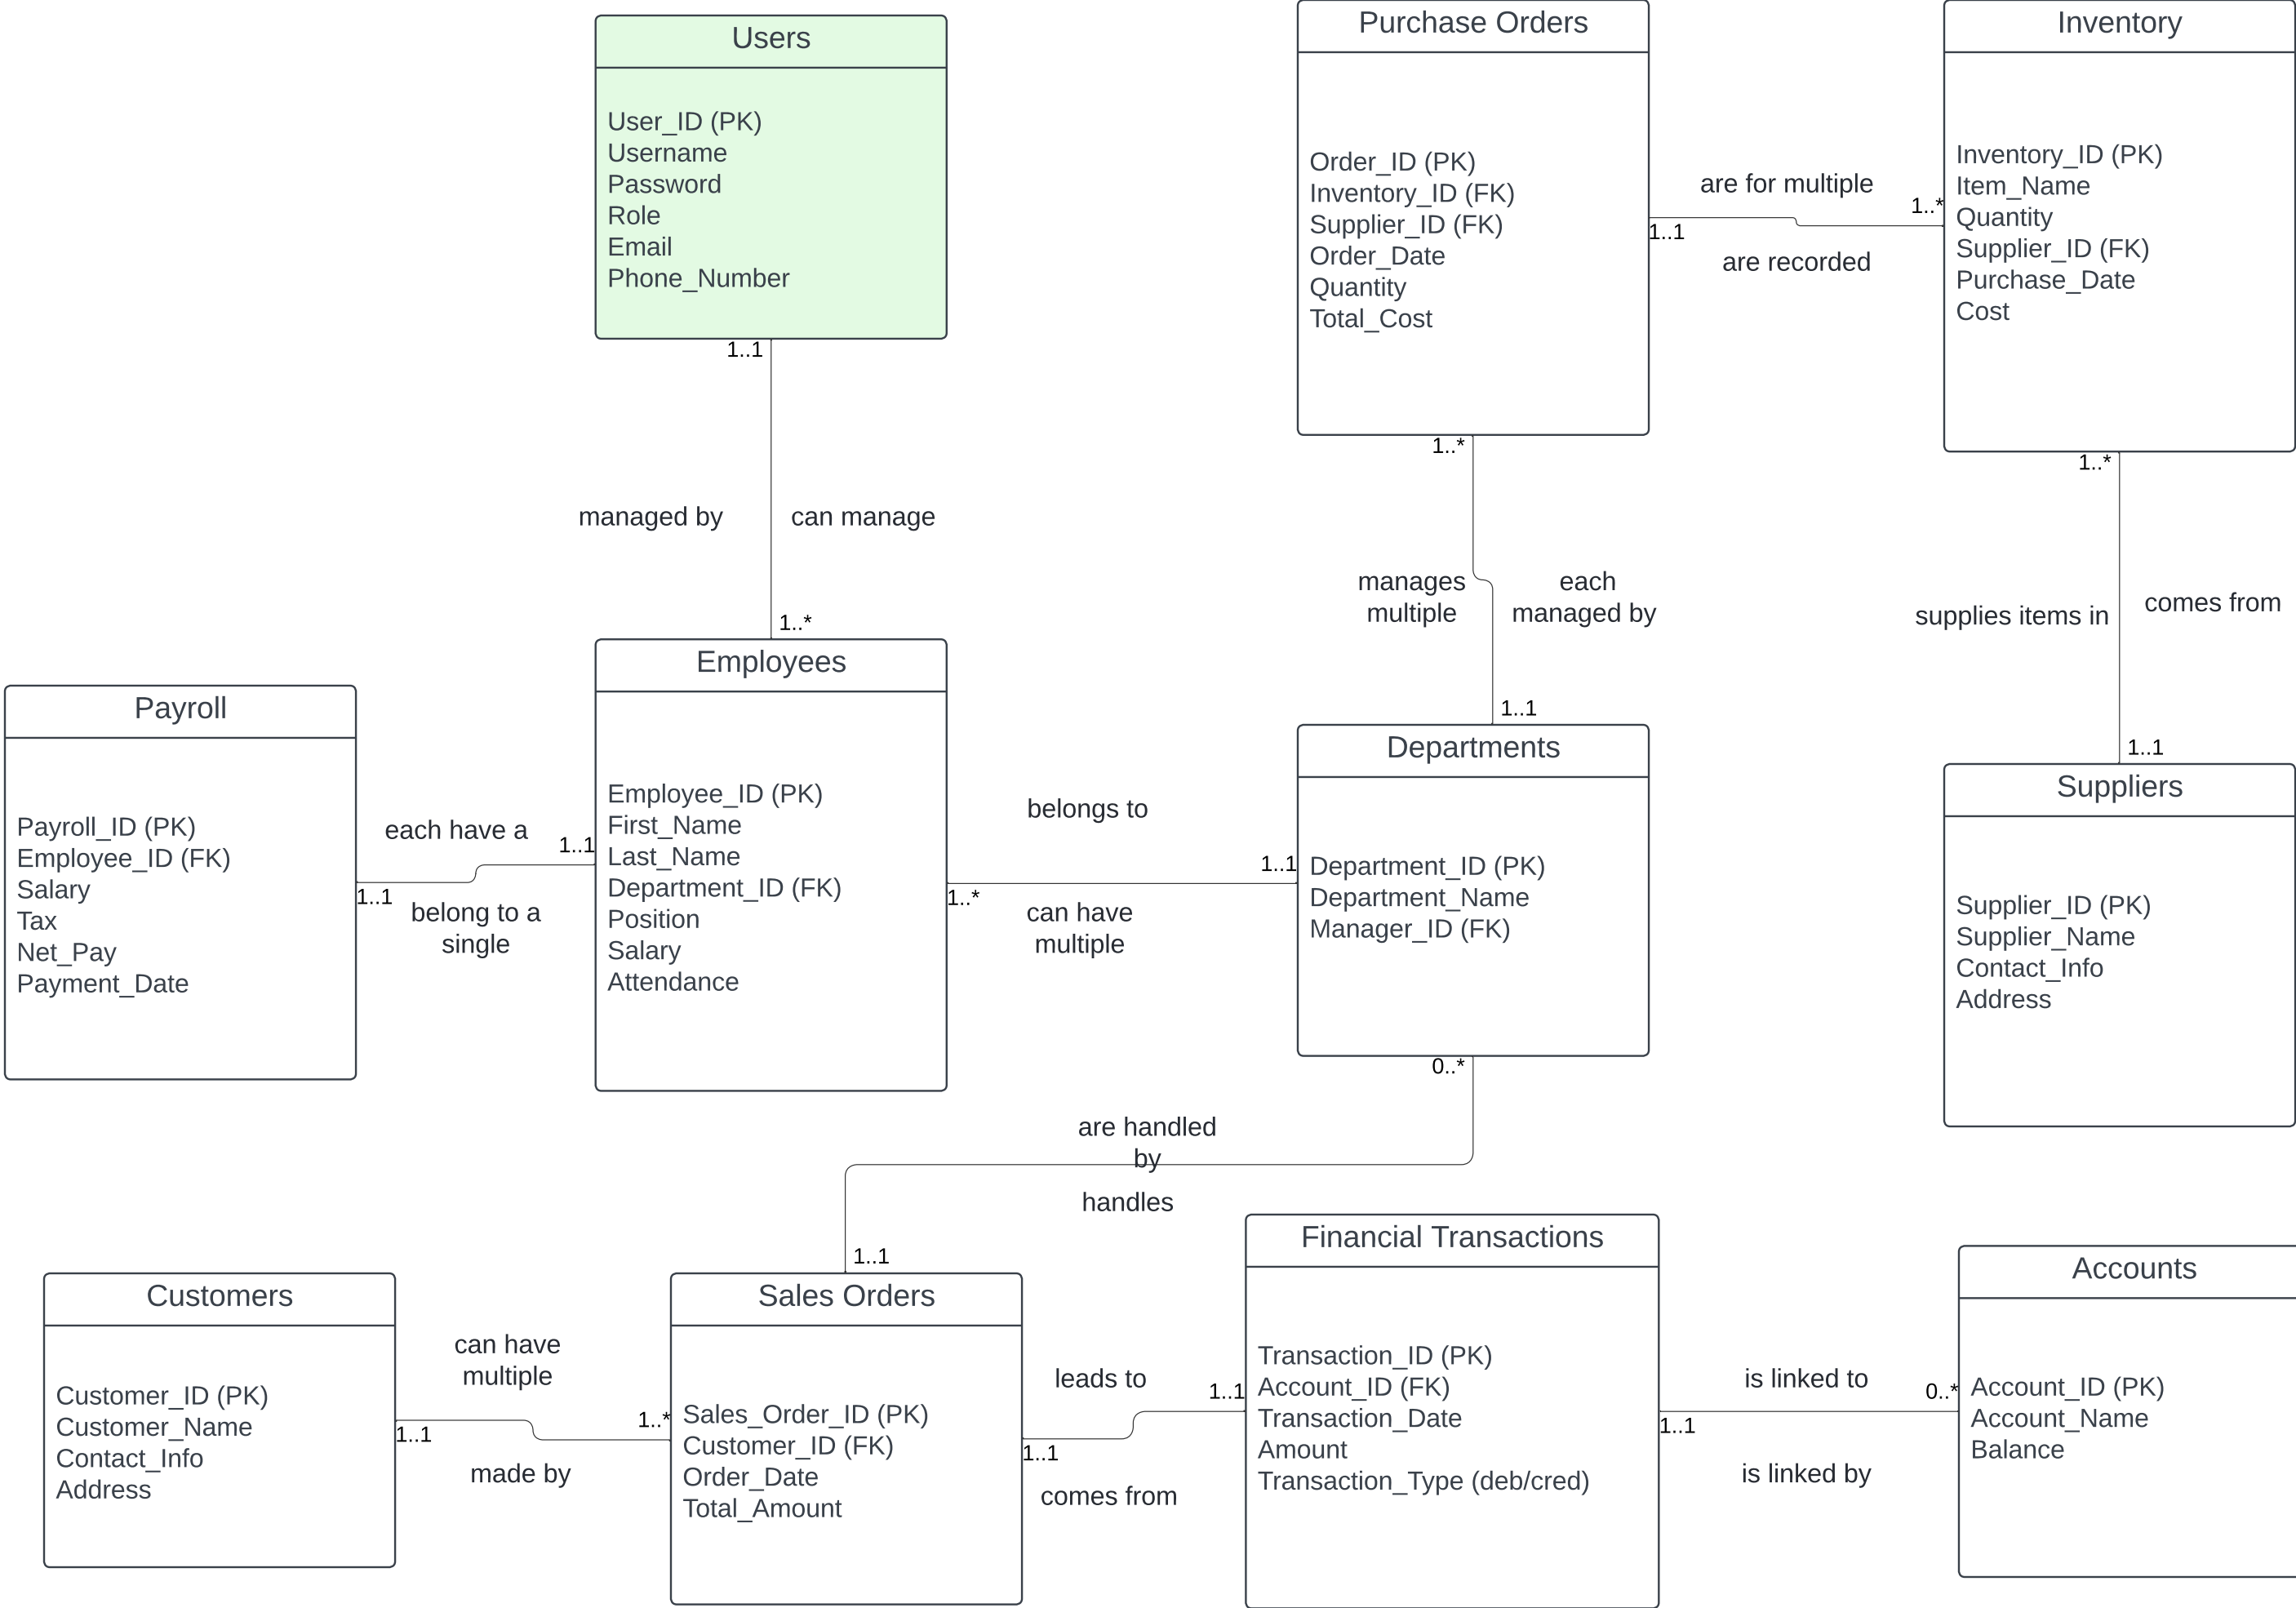 Users
User_ID (PK)
Username
Password
Role
Email
Phone_Number
Purchase Orders
Order_ID (PK)
Inventory_ID (FK)
Supplier_ID (FK)
Order_Date
Quantity
Total_Cost
are for multiple
1..*
1..1
are recorded
Inventory
Inventory_ID (PK)
Item_Name
Quantity
Supplier_ID (FK)
Purchase_Date
Cost
1..1
managed by
can manage
1..*
1..*
manages
multiple
each
managed by
1..1
1..*
supplies items in
comes from
1..1
Payroll
Payroll_ID (PK)
Employee_ID (FK)
Salary
Tax
Net_Pay
Payment_Date
each have a
1..1
1..1
belong to a
single
Employees
Employee_ID (PK)
First_Name
Last_Name
Department_ID (FK)
Position
Salary
Attendance
belongs to
1..1
1..*
can have
multiple
Departments
Department_ID (PK)
Department_Name
Manager_ID (FK)
Suppliers
Supplier_ID (PK)
Supplier_Name
Contact_Info
Address
0..*
are handled
by
handles
1..1
Customers
Customer_ID (PK)
Customer_Name
Contact_Info
Address
can have
multiple
1..*
1..1
made by
Sales Orders
Sales_Order_ID (PK)
Customer_ID (FK)
Order_Date
Total_Amount
leads to
1..1
1..1
comes from
Financial Transactions
Transaction_ID (PK)
Account_ID (FK)
Transaction_Date
Amount
Transaction_Type (deb/cred)
is linked to
0..*
1..1
is linked by
Accounts
Account_ID (PK)
Account_Name
Balance